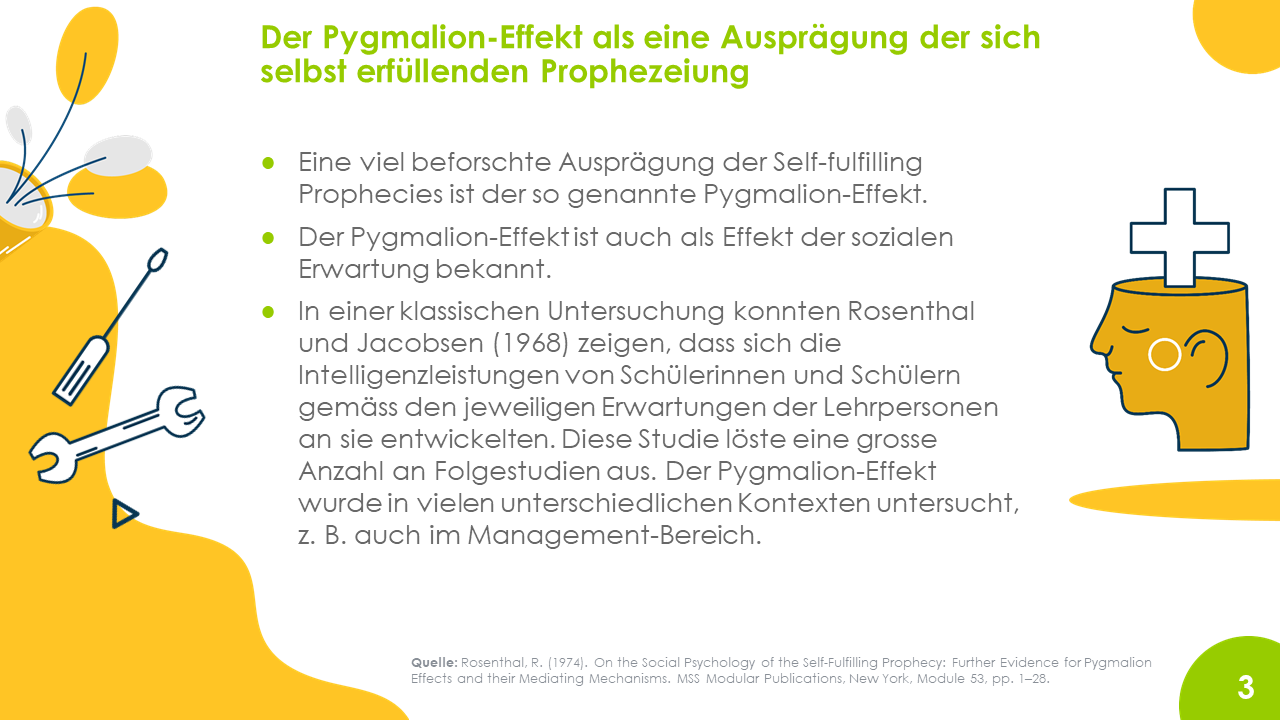 Der Pygmalion-Effekt als eine Ausprägung der sich
selbst erfüllenden Prophezeiung
● Eine viel beforschte Ausprägung der Self-fulfilling
Prophecies ist der so genannte Pygmalion-Effekt.
● Der Pygmalion-Effekt ist auch als Effekt der sozialen
Erwartung bekannt.
● In einer klassischen Untersuchung konnten Rosenthal
und Jacobsen (1968) zeigen, dass sich die
Intelligenzleistungen von Schülerinnen und Schülern
gemäss den jeweiligen Erwartungen der Lehrpersonen
an sie entwickelten. Diese Studie löste eine grosse
Anzahl an Folgestudien aus. Der Pygmalion-Effekt
wurde in vielen unterschiedlichen Kontexten untersucht,
z. B. auch im Management-Bereich.
Quelle: Rosenthal, R. (1974). On the Social Psychology of the Self-Fulfilling Prophecy: Further Evidence for Pygmalion
Effects and their Mediating Mechanisms. MSS Modular Publications, New York, Module 53, pp. 1–28.
3